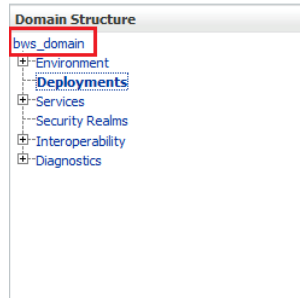 Domain Structure
bws_domain
Environment
Deployments
Services
Security Realms
Interoperability
Diagnostics